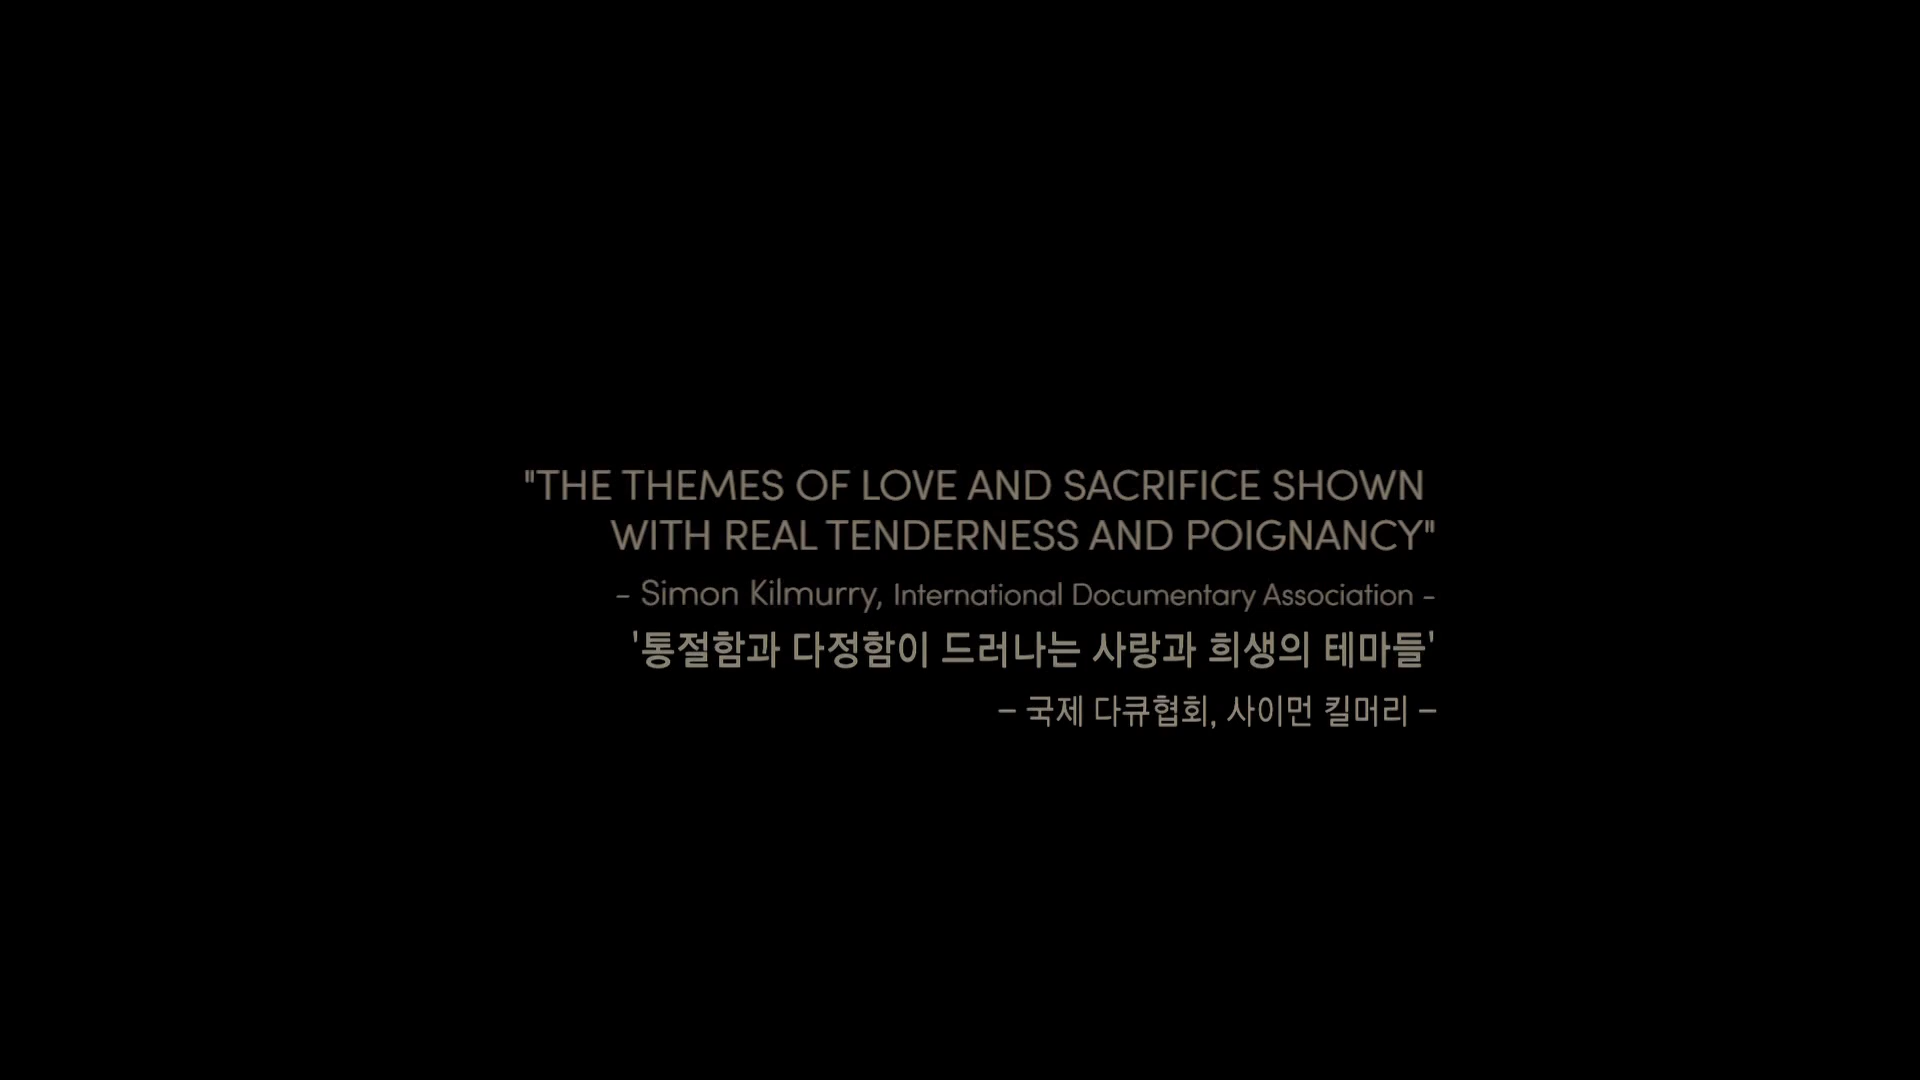 "THE THEMES OF LOVE AND SACRIFICE SHOWN
WITH REAL TENDERNESS AND POIGNANCY"
- Simon Kilmurry, International Documentary Association -
'통절함과 다정함이 드러나는 사랑과 희생의 테마들'
– 국제 다큐협회, 사이먼 킬머리 –